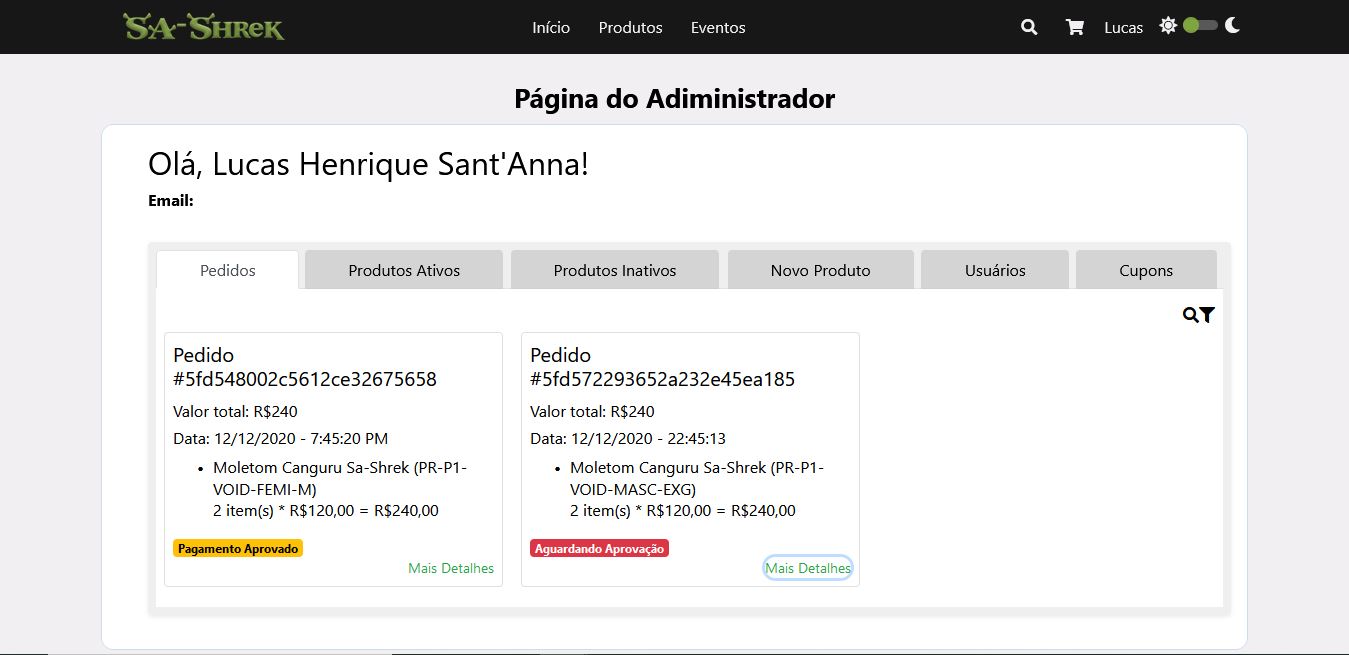 SA-SHREK
Início Produtos Eventos
Lucas
Página do Adiministrador
Olá, Lucas Henrique Sant'Anna!
Email:
Pedidos Produtos Ativos Produtos Inativos Novo Produto Usuários Cupons
Pedido
#5fd548002c5612ce32675658
Valor total: R$240
Data: 12/12/2020 - 7:45:20 PM
• Moletom Canguru Sa-Shrek (PR-P1-
VOID-FEMI-M)
2 item(s) * R$120,00 = R$240,00
Pagamento Aprovado
Mais Detalhes
Pedido
#5fd572293652a232e45ea185
Valor total: R$240
Data: 12/12/2020 - 22:45:13
• Moletom Canguru Sa-Shrek (PR-P1-
VOID-MASC-EXG)
2 item(s) * R$120,00 = R$240,00
Aguardando Aprovação
Mais Detalhes